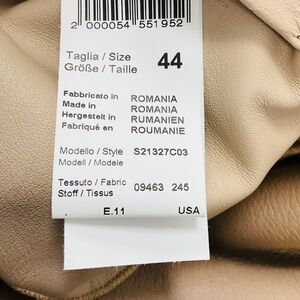 2 000054 551952
Taglia / Size
Größe / Taille 44
Fabbricato in ROMANIA
Made in ROMANIA
Hergestellt in RUMANIEN
Fabriqué en ROUMANIE
Modello / Style S21327C03
Modell / Modele
Tessuto / Fabric 09463 245
Stoff / Tissus
E.11 USA